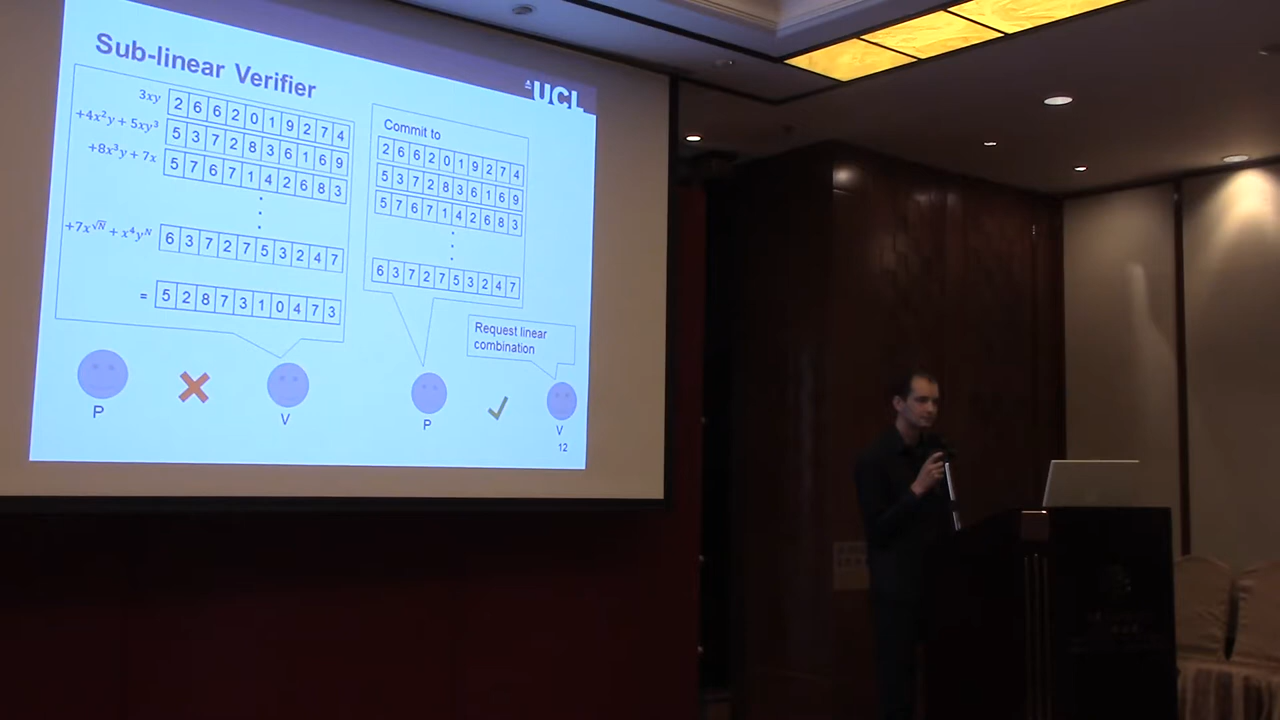 Sub-linear Verifier
UCL
3xy 2 6 6 2 0 1 9 2 7 4
+4x²y + 5xy³ 5 3 7 2 8 3 6 1 6 9
+8x³y + 7x 5 7 6 7 1 4 2 6 8 3
+7x^√N + x⁴y^N 6 3 7 2 7 5 3 2 4 7
= 5 2 8 7 3 1 0 4 7 3
P
V
Commit to
2 6 6 2 0 1 9 2 7 4
5 3 7 2 8 3 6 1 6 9
5 7 6 7 1 4 2 6 8 3
6 3 7 2 7 5 3 2 4 7
Request linear
combination
P
V
12